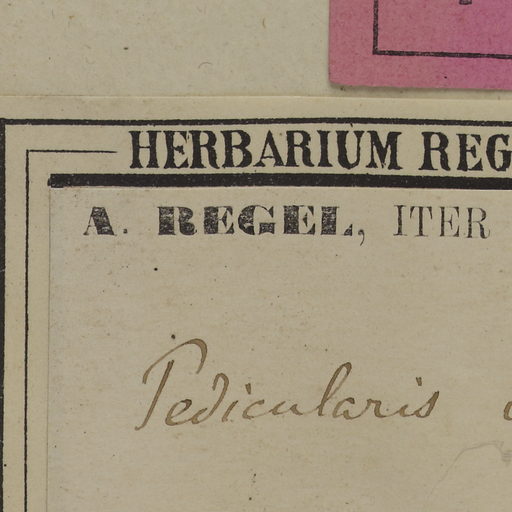 HERBARIUM REG
A. REGEL, ITER
Pedicularis